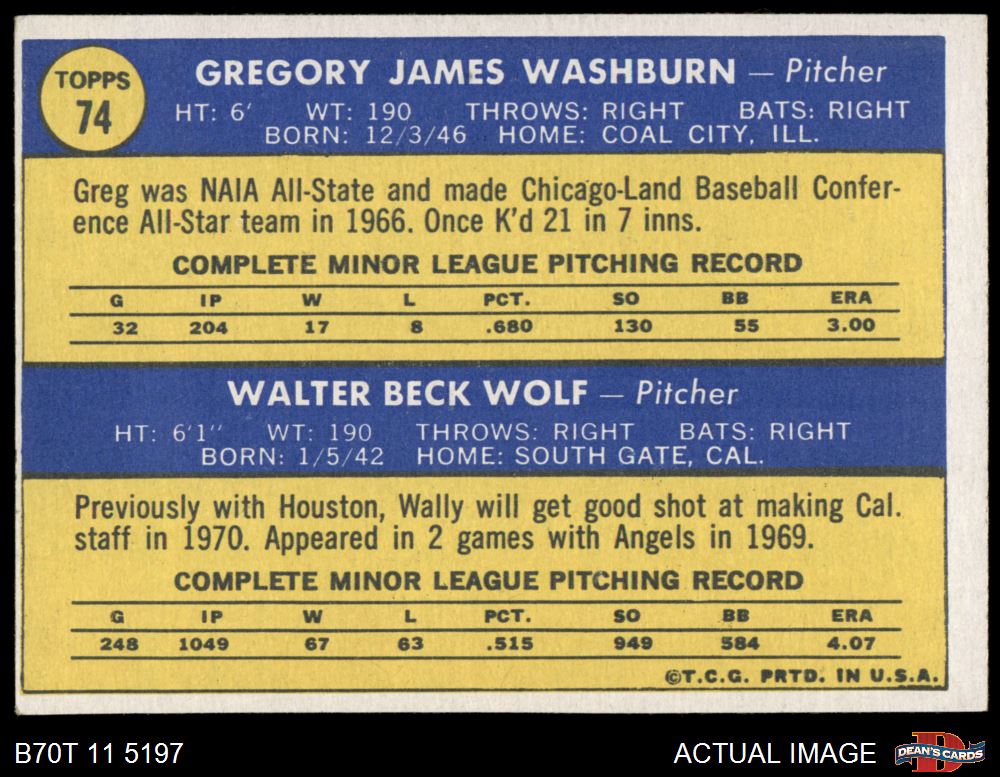 TOPPS
74
GREGORY JAMES WASHBURN — Pitcher
HT: 6' WT: 190 THROWS: RIGHT BATS: RIGHT
BORN: 12/3/46 HOME: COAL CITY, ILL.
Greg was NAIA All-State and made Chicago-Land Baseball Confer-
ence All-Star team in 1966. Once K'd 21 in 7 inns.
COMPLETE MINOR LEAGUE PITCHING RECORD
G IP W L PCT. SO BB ERA
32 204 17 8 .680 130 55 3.00
WALTER BECK WOLF — Pitcher
HT: 6'1" WT: 190 THROWS: RIGHT BATS: RIGHT
BORN: 1/5/42 HOME: SOUTH GATE, CAL.
Previously with Houston, Wally will get good shot at making Cal.
staff in 1970. Appeared in 2 games with Angels in 1969.
COMPLETE MINOR LEAGUE PITCHING RECORD
G IP W L PCT. SO BB ERA
248 1049 67 63 .515 949 584 4.07
©T.C.G. PRTD. IN U.S.A.
B70T 11 5197 ACTUAL IMAGE D DEAN'S CARDS